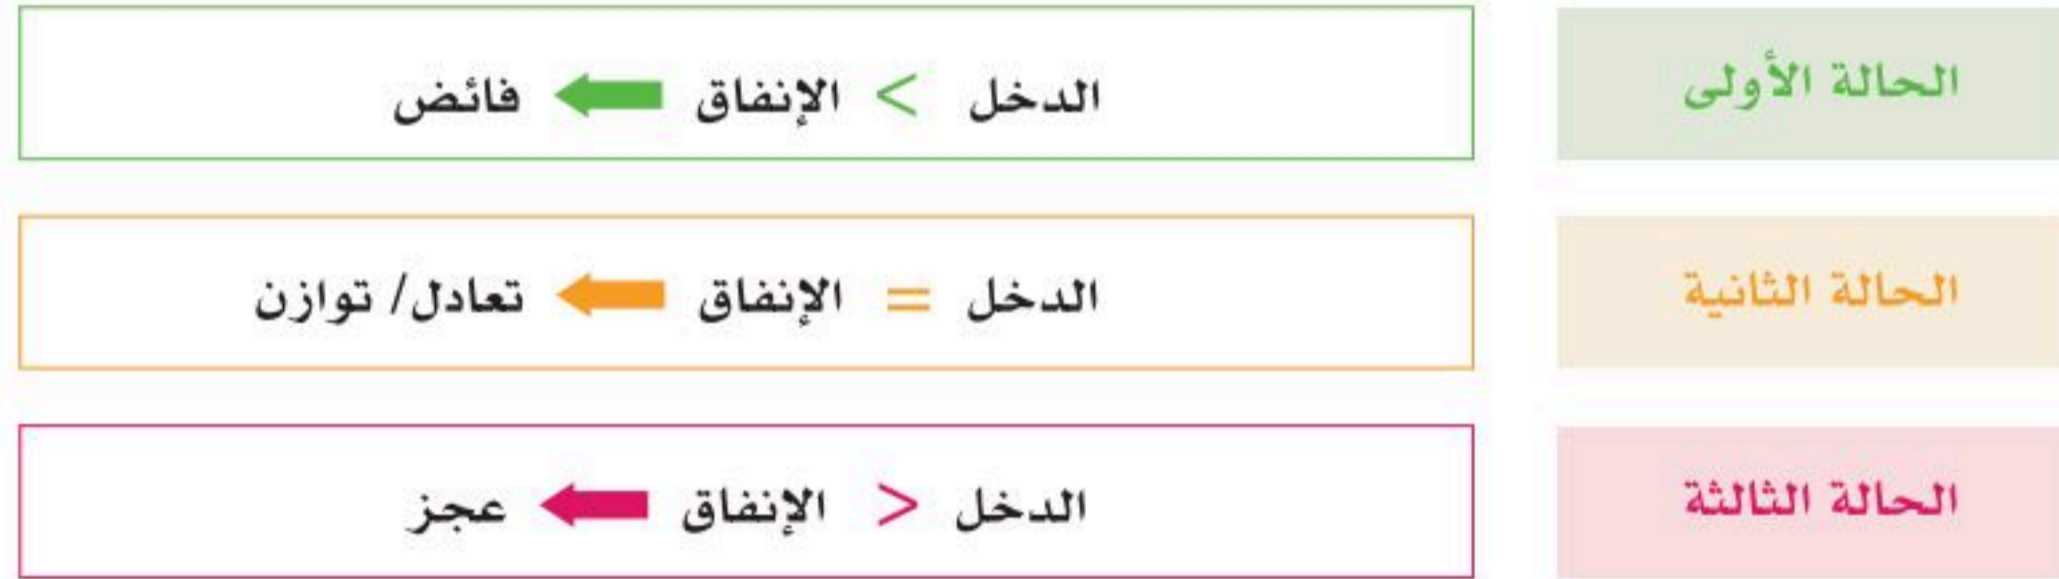 الحالة الأولى
الدخل > الإنفاق ← فائض
الحالة الثانية
الدخل = الإنفاق ← تعادل/ توازن
الحالة الثالثة
الدخل < الإنفاق ← عجز